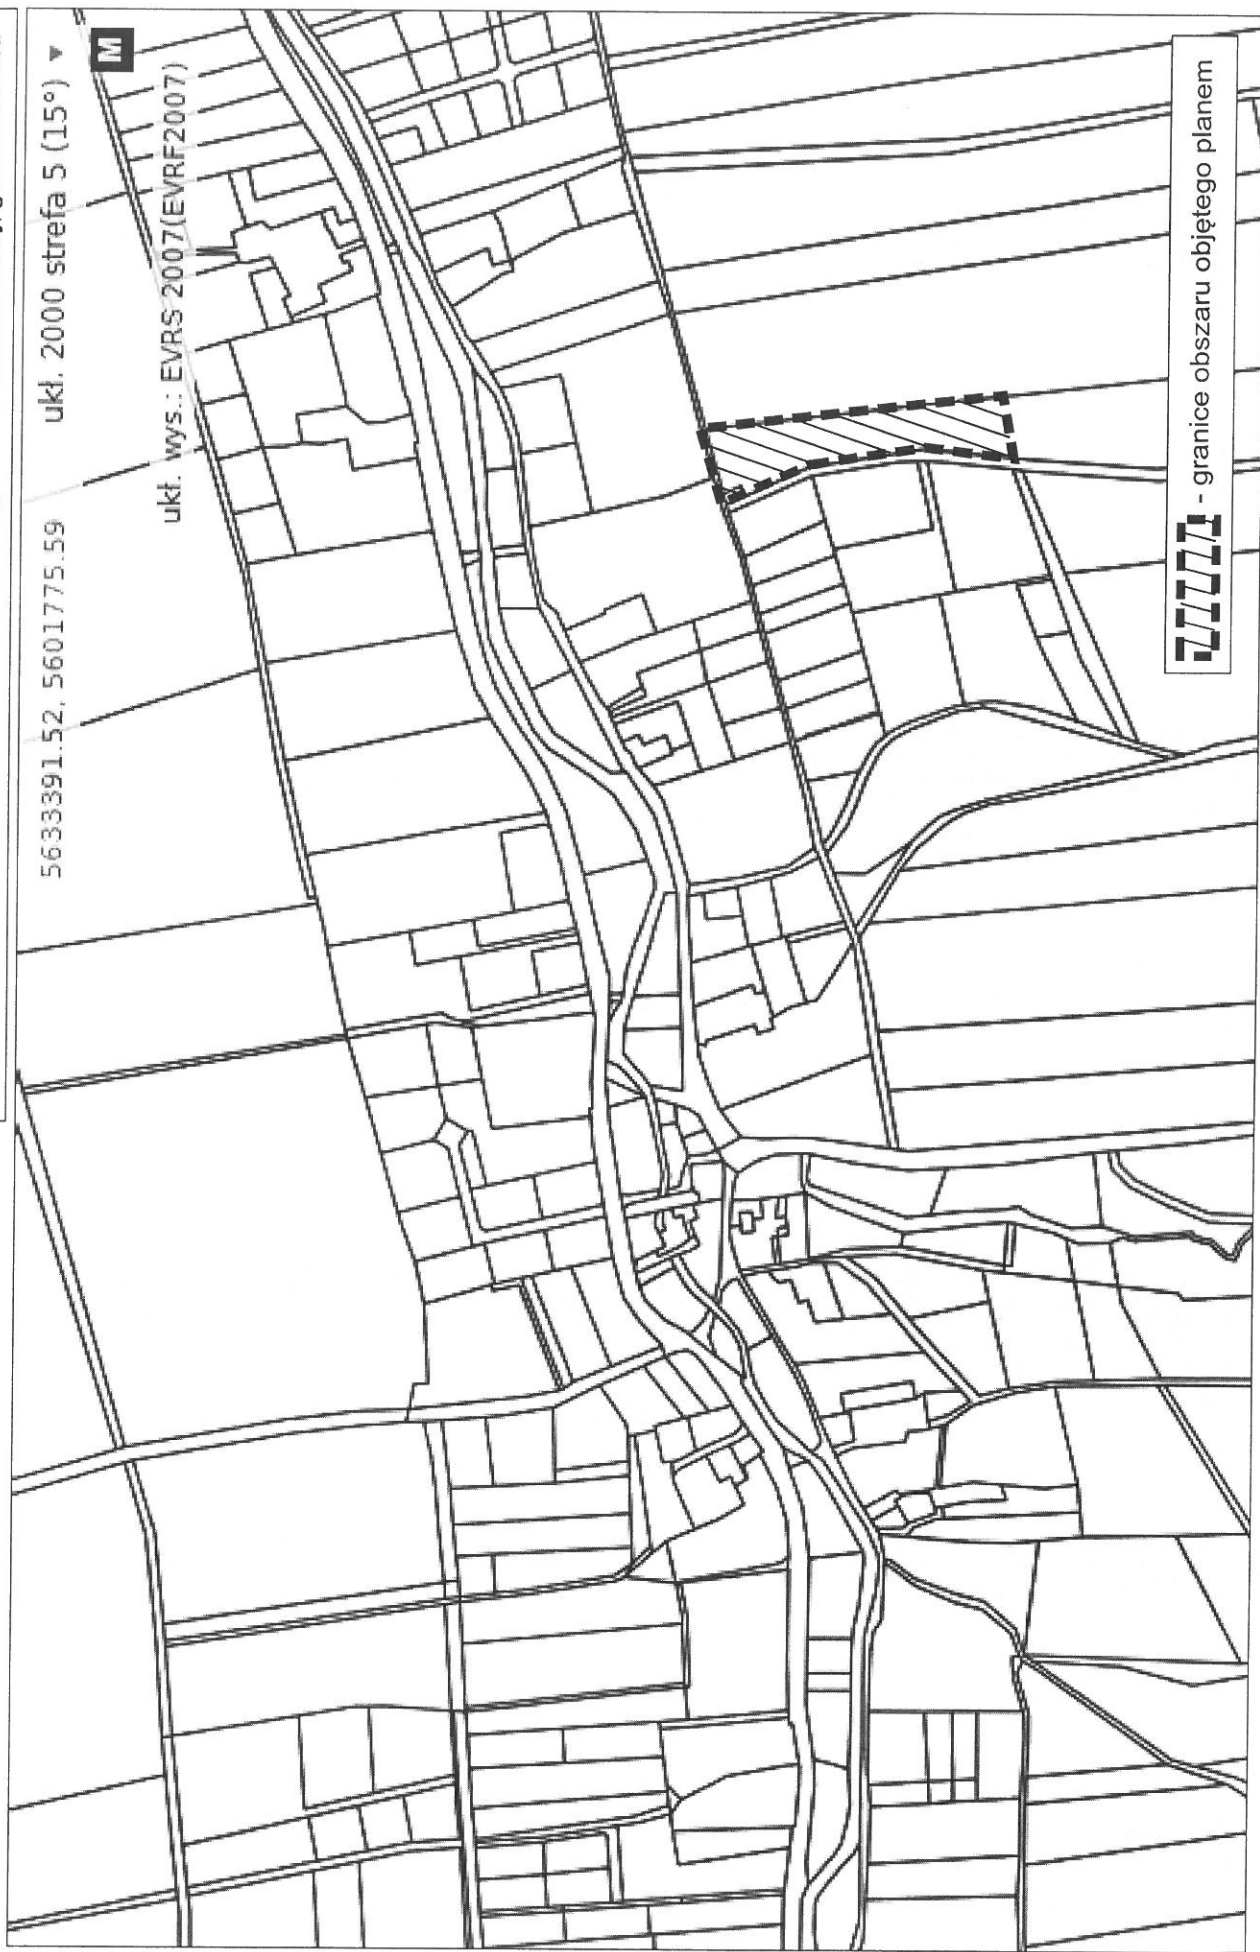 5633391.52, 5601775.59 ukł. 2000 strefa 5 (15°) ▼
M
ukł. wys.: EVRS 2007(EVRF2007)
- granice obszaru objętego planem